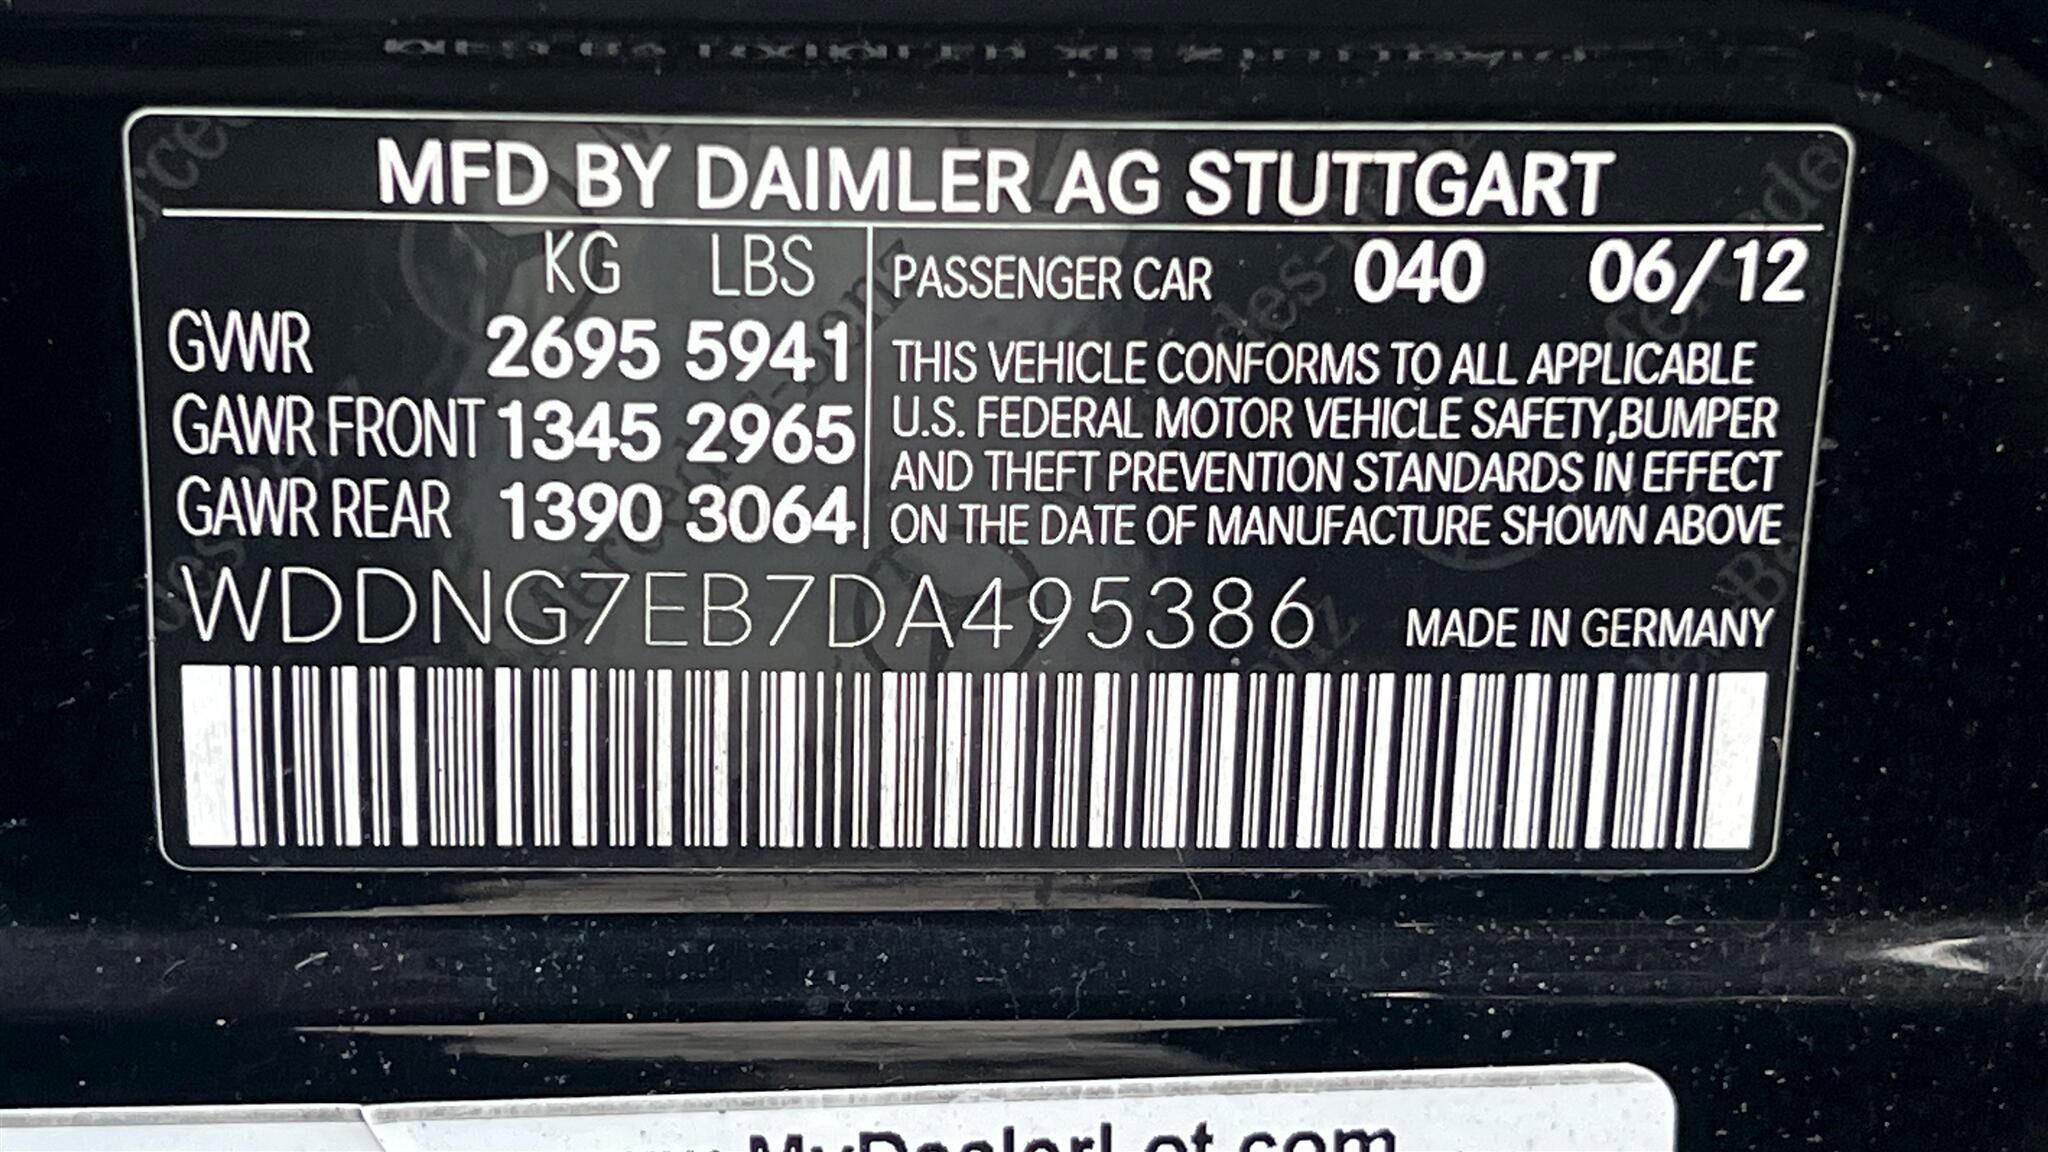 MFD BY DAIMLER AG STUTTGART
KG LBS
GVWR 2695 5941
GAWR FRONT 1345 2965
GAWR REAR 1390 3064
PASSENGER CAR 040 06/12
THIS VEHICLE CONFORMS TO ALL APPLICABLE
U.S. FEDERAL MOTOR VEHICLE SAFETY,BUMPER
AND THEFT PREVENTION STANDARDS IN EFFECT
ON THE DATE OF MANUFACTURE SHOWN ABOVE
WDDNG7EB7DA495386 MADE IN GERMANY
MyDealerLot.com